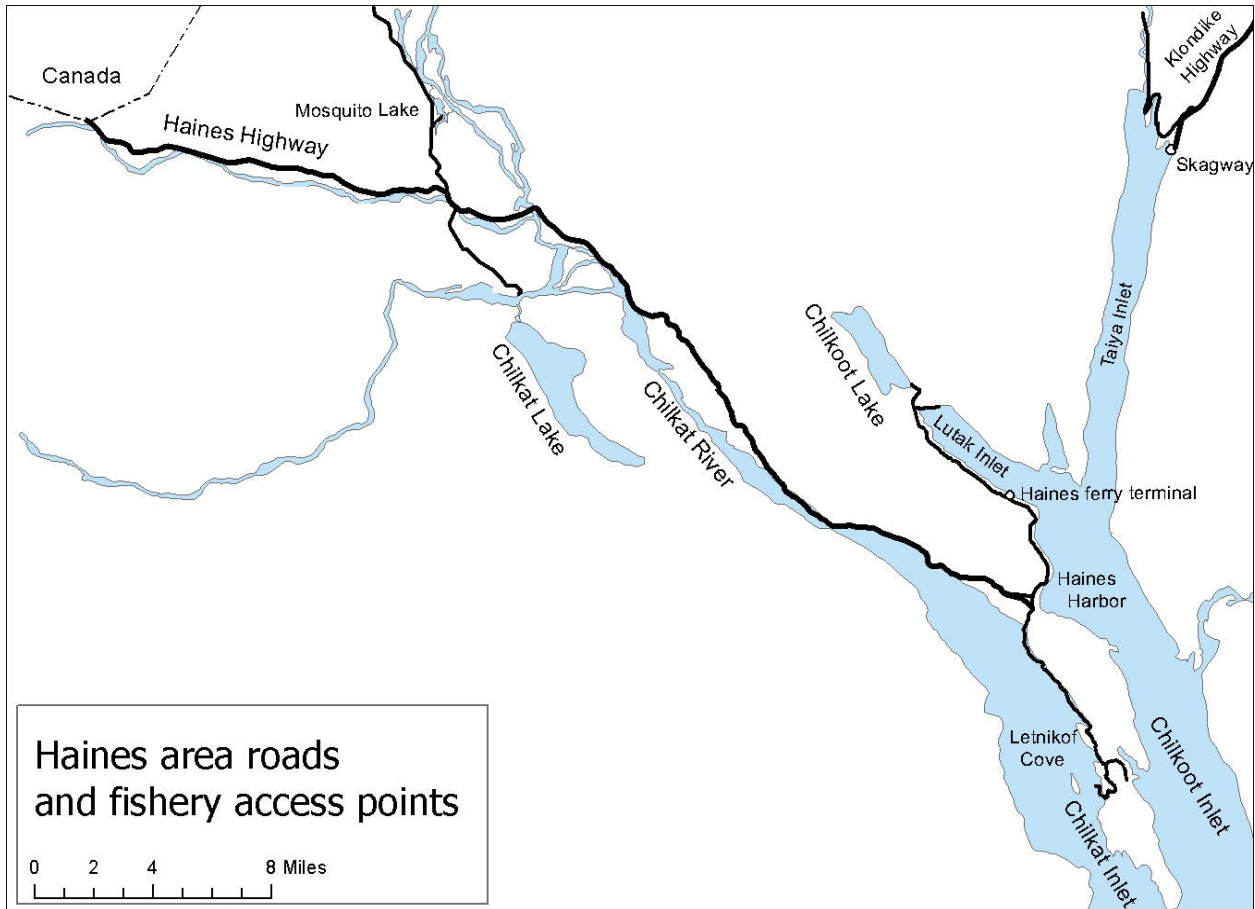 Canada
Klondike
Highway
Mosquito Lake
Haines Highway
Skagway
Taiya Inlet
Chilkoot Lake
Chilkat Lake
Chilkat River
Lutak Inlet
Haines ferry terminal
Haines
Harbor
Letnikof
Cove
Chilkoot Inlet
Chilkat Inlet
Haines area roads
and fishery access points
0 2 4 8 Miles